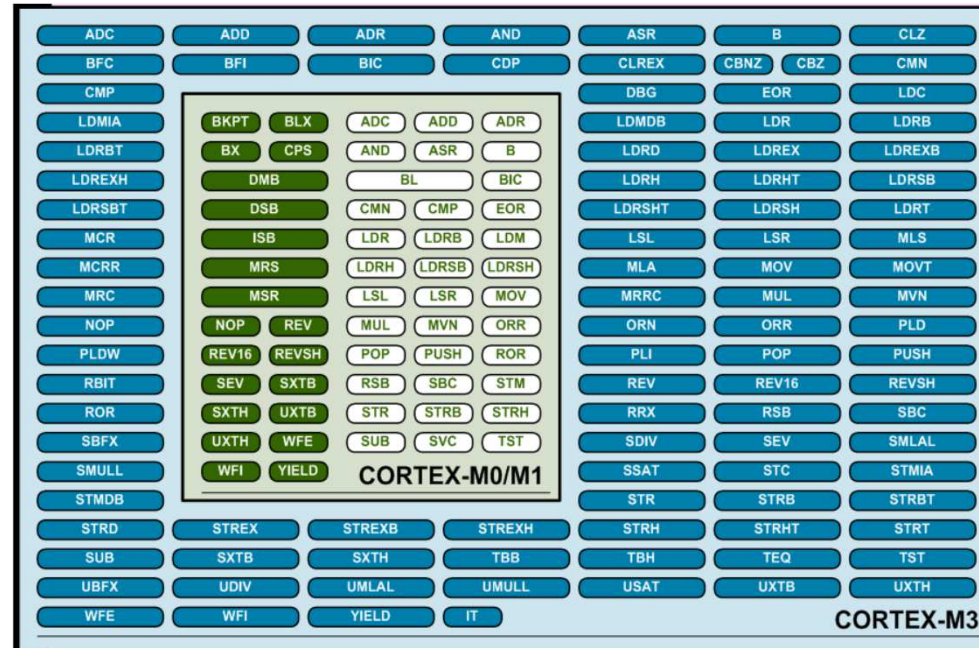 ADC ADD ADR AND ASR B CLZ
BFC BFI BIC CDP CLREX CBNZ CBZ CMN
CMP DBG EOR LDC
LDMIA BKPT BLX ADC ADD ADR LDMDB LDR LDRB
LDRBT BX CPS AND ASR B LDRD LDREX LDREXB
LDREXH DMB BL BIC LDRH LDRHT LDRSB
LDRSBT DSB CMN CMP EOR LDRSHT LDRSH LDRT
MCR ISB LDR LDRB LDM LSL LSR MLS
MCRR MRS LDRH LDRSB LDRSH MLA MOV MOVT
MRC MSR LSL LSR MOV MRRC MUL MVN
NOP NOP REV MUL MVN ORR ORN ORR PLD
PLDW REV16 REVSH POP PUSH ROR PLI POP PUSH
RBIT SEV SXTB RSB SBC STM REV REV16 REVSH
ROR SXTH UXTB STR STRB STRH RRX RSB SBC
SBFX UXTH WFE SUB SVC TST SDIV SEV SMLAL
SMULL WFI YIELD CORTEX-M0/M1 SSAT STC STMIA
STMDB STR STRB STRBT
STRD STREX STREXB STREXH STRH STRHT STRT
SUB SXTB SXTH TBB TBH TEQ TST
UBFX UDIV UMLAL UMULL USAT UXTB UXTH
WFE WFI YIELD IT CORTEX-M3